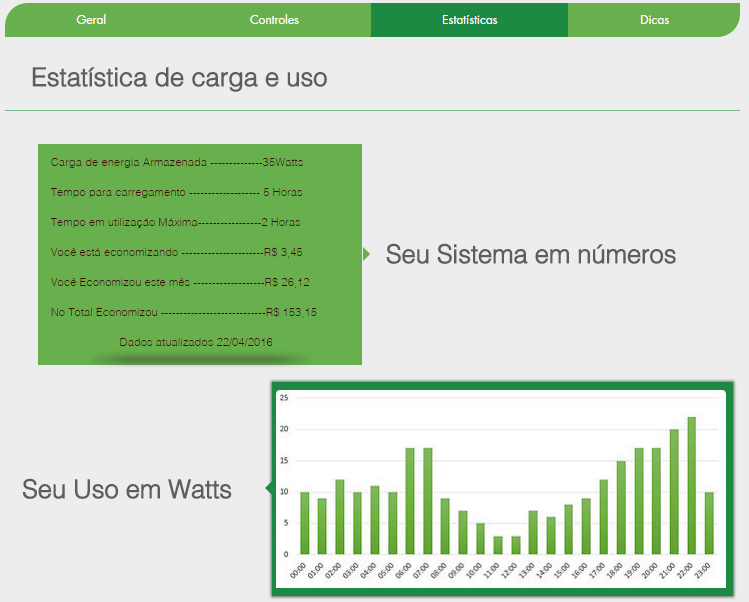 Geral Controles Estatísticas Dicas
Estatística de carga e uso
Carga de energia Armazenada --------------35Watts
Tempo para carregamento ------------------- 5 Horas
Tempo em utilização Máxima-----------------2 Horas
Você está economizando ----------------------R$ 3,45
Você Economizou este mês -------------------R$ 26,12
No Total Economizou ----------------------------R$ 153,15
Dados atualizados 22/04/2016
Seu Sistema em números
Seu Uso em Watts
25
20
15
10
5
0
00:00 01:00 02:00 03:00 04:00 05:00 06:00 07:00 08:00 09:00 10:00 11:00 12:00 13:00 14:00 15:00 16:00 17:00 18:00 19:00 20:00 21:00 22:00 23:00